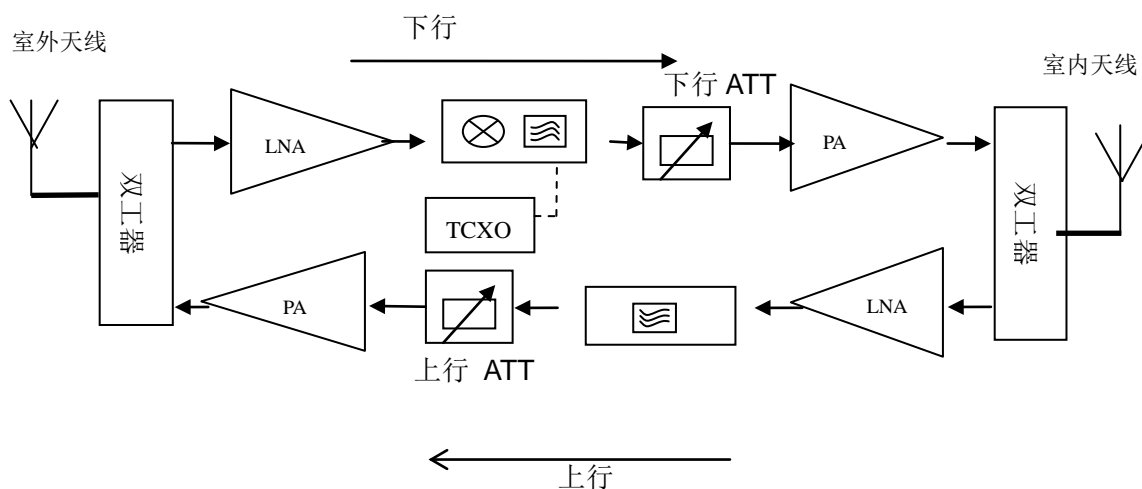 下行
室外天线
室内天线
下行 ATT
LNA
PA
双工器
双工器
TCXO
PA
LNA
上行 ATT
上行